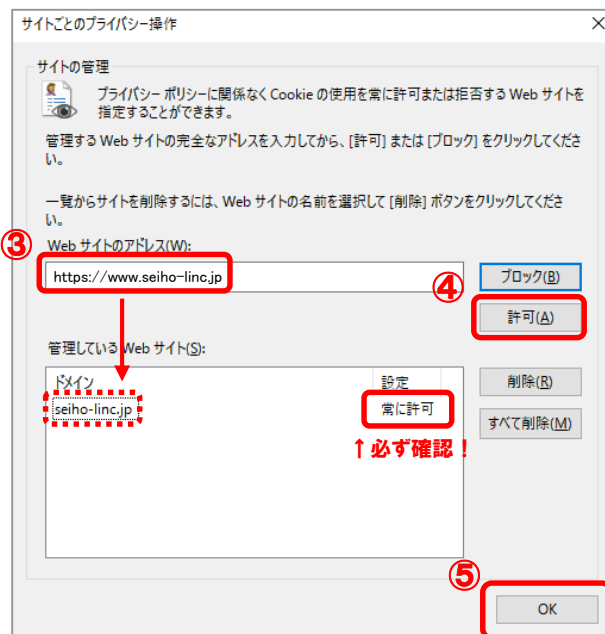 サイトごとのプライバシー操作
サイトの管理
プライバシー ポリシーに関係なく Cookie の使用を常に許可または拒否する Web サイトを
指定することができます。
管理する Web サイトの完全なアドレスを入力してから、[許可] または [ブロック] をクリックしてくださ
い。
一覧からサイトを削除するには、Web サイトの名前を選択して [削除] ボタンをクリックしてくださ
い。
③
Web サイトのアドレス(W):
https://www.seiho-linc.jp
④
ブロック(B)
許可(A)
管理している Web サイト(S):
ドメイン 設定
seiho-linc.jp 常に許可
↑必ず確認！
削除(R)
すべて削除(M)
⑤
OK